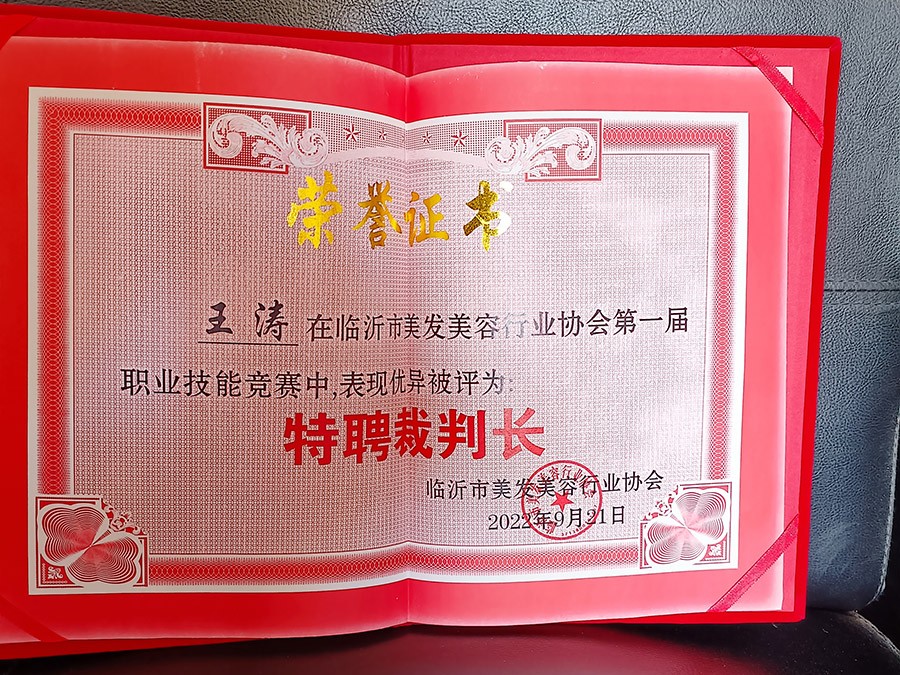 荣誉证书
王涛 在临沂市美发美容行业协会第一届
职业技能竞赛中,表现优异被评为:
特聘裁判长
临沂市美发美容行业协会
2022年9月21日